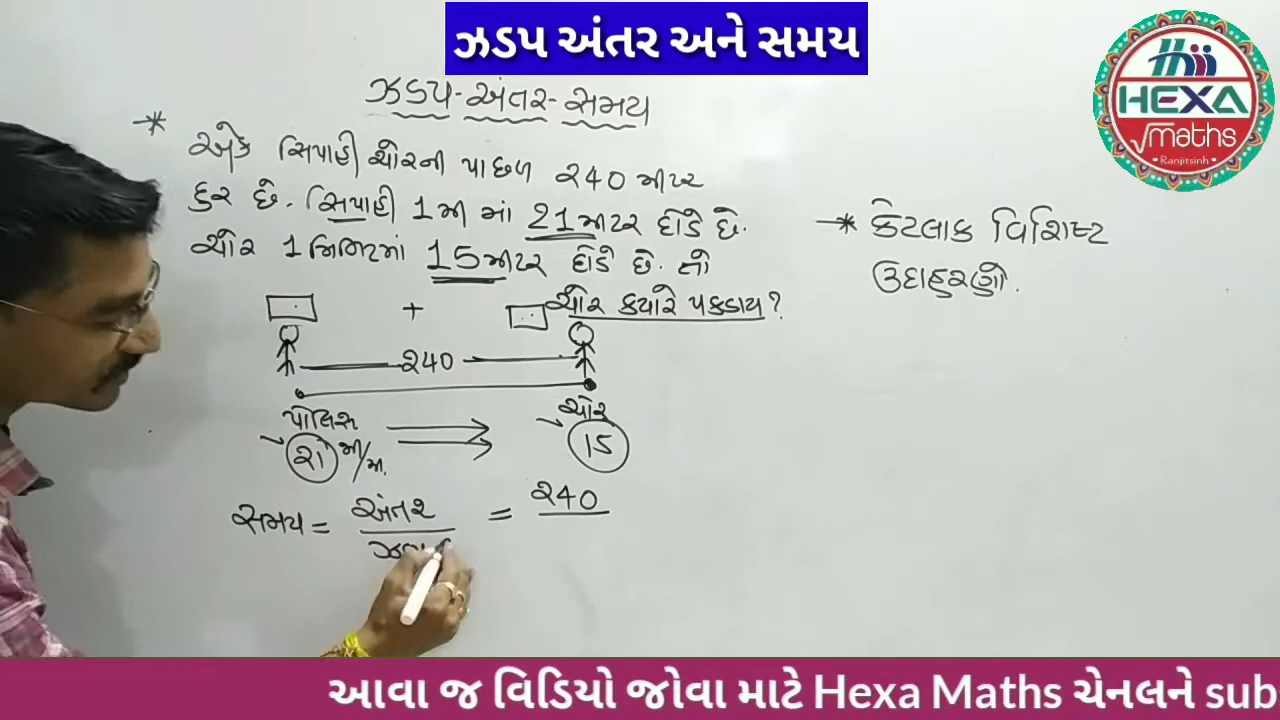 ઝડપ અંતર અને સમય
HEXA
maths
Ranjitsinh
ઝડપ-અંતર-સમય
* એક સિપાહી ચોરની પાછળ 240 મીટર
દુર છે. સિપાહી 1 મી માં 21 મીટર દોડે છે.
ચોર 1 મિનિટમાં 15 મીટર દોડે છે. તો
ચોર કયારે પકડાય?
* કેટલાક વિશિષ્ટ
ઉદાહરણો.
+
240
પોલિસ
ચોર
21 મી/મિ.
15
સમય = અંતર = 240
આવા જ વિડિયો જોવા માટે Hexa Maths ચેનલને sub